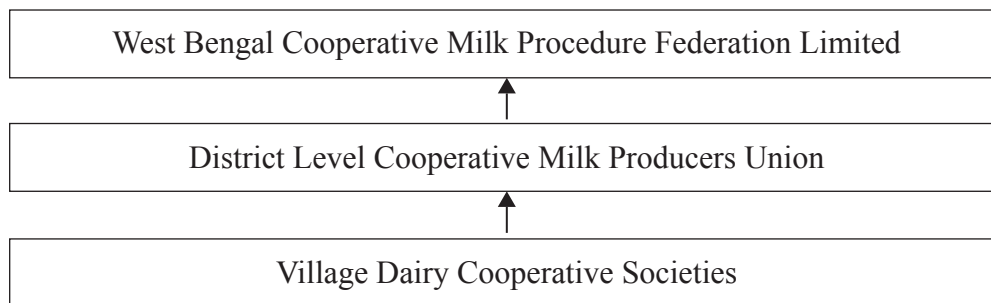 West Bengal Cooperative Milk Procedure Federation Limited
District Level Cooperative Milk Producers Union
Village Dairy Cooperative Societies